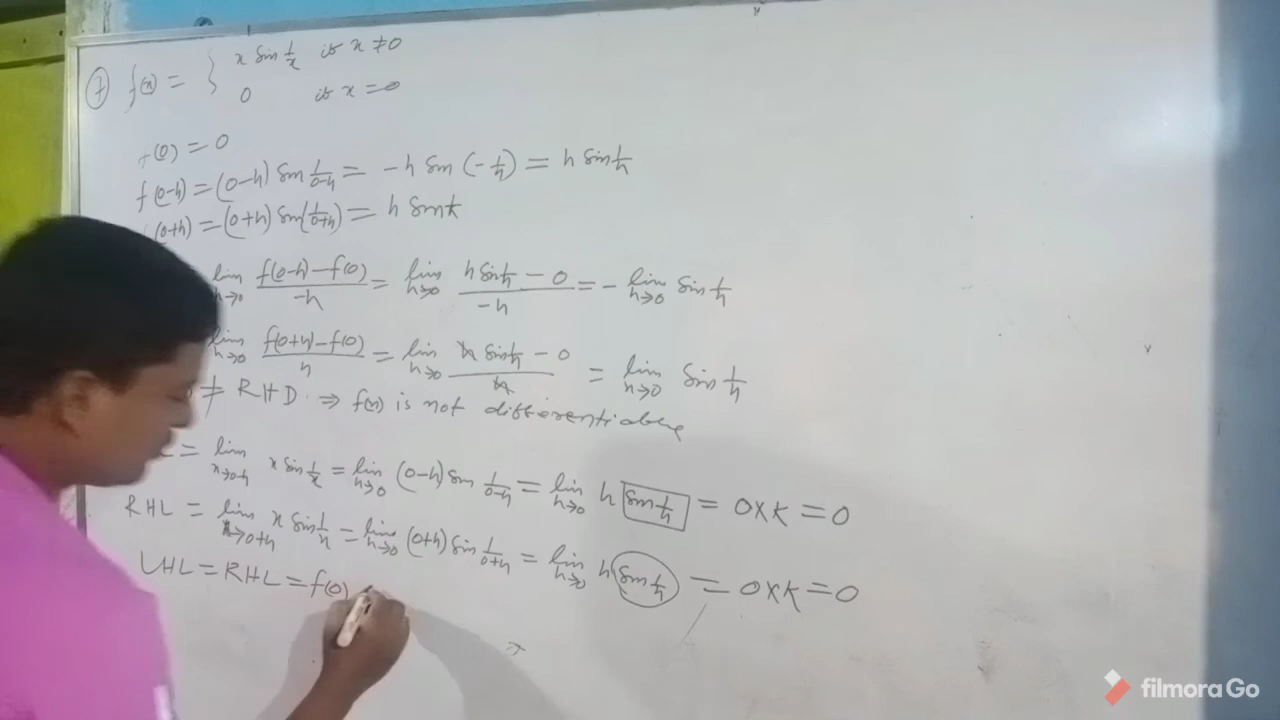 ⑦ f(x) = { x sin 1/x if x ≠ 0
0 if x = 0
f(0) = 0
f(0-h) = (0-h) sin 1/(0-h) = -h sin (-1/h) = h sin 1/h
(0+h) = (0+h) sin(1/(0+h)) = h sin 1/h
lim h→0 (f(0-h) - f(0))/(-h) = lim h→0 (h sin 1/h - 0)/(-h) = - lim h→0 sin 1/h
lim h→0 (f(0+h) - f(0))/h = lim h→0 (h sin 1/h - 0)/h = lim h→0 sin 1/h
≠ RHD. ⇒ f(x) is not differentiable
= lim x→0-h x sin 1/x = lim h→0 (0-h) sin 1/(0-h) = lim h→0 h sin 1/h = 0×k = 0
RHL = lim x→0+h x sin 1/x = lim h→0 (0+h) sin 1/(0+h) = lim h→0 h sin 1/h = 0×k = 0
LHL = RHL = f(0)
filmora Go